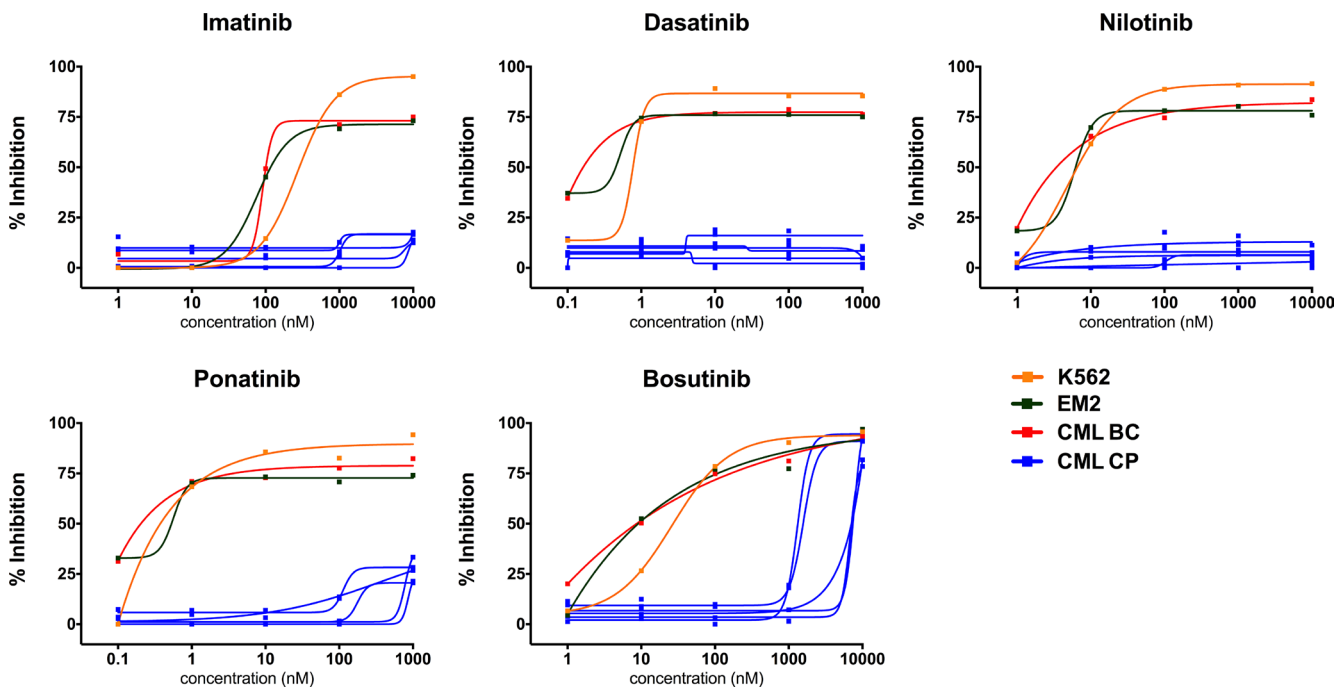 Imatinib
Dasatinib
Nilotinib
% Inhibition
100
75
50
25
0
1 10 100 1000 10000
concentration (nM)
% Inhibition
100
75
50
25
0
0.1 1 10 100 1000
concentration (nM)
% Inhibition
100
75
50
25
0
1 10 100 1000 10000
concentration (nM)
Ponatinib
Bosutinib
% Inhibition
100
75
50
25
0
0.1 1 10 100 1000
concentration (nM)
% Inhibition
100
75
50
25
0
1 10 100 1000 10000
concentration (nM)
K562
EM2
CML BC
CML CP